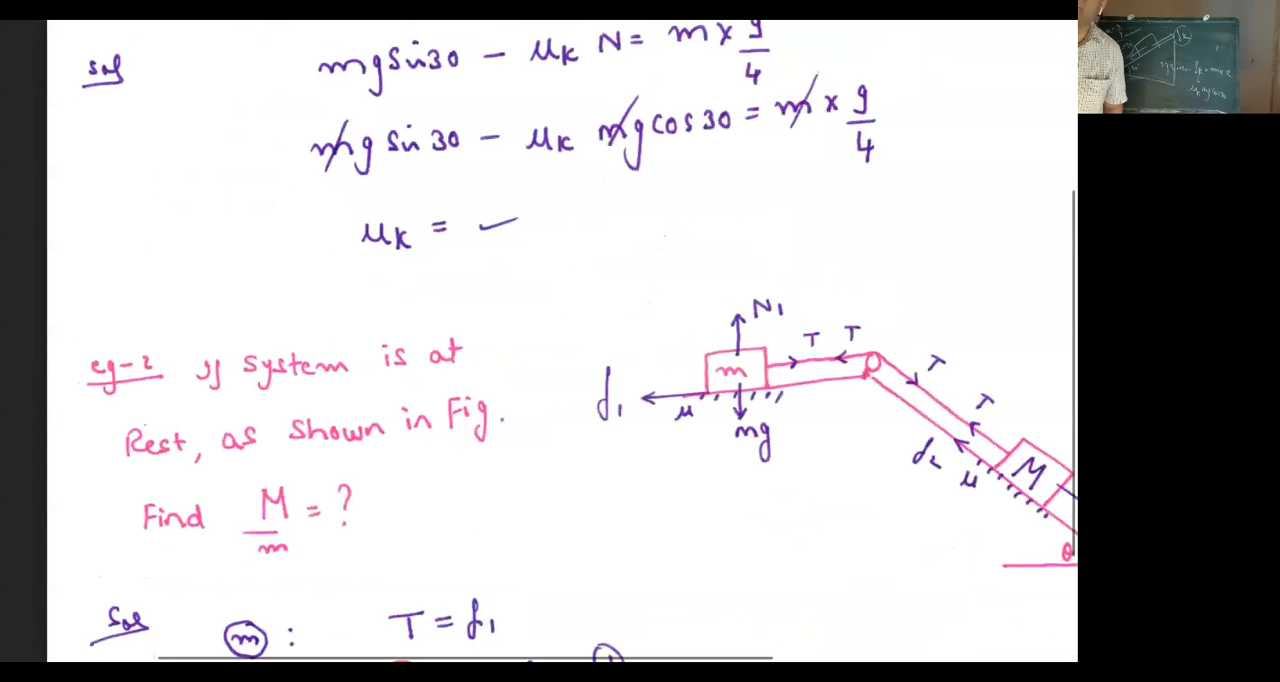 Sol
mg sin30 - μk N = m x g/4
mg sin 30 - μk mg cos 30 = m x g/4
μk = ✓
eg-2 If system is at
Rest, as shown in Fig.
Find M/m = ?
N1
T T
T
T
m
f1
μ
mg
f2
μ
M
θ
Sol
m : T = f1
1